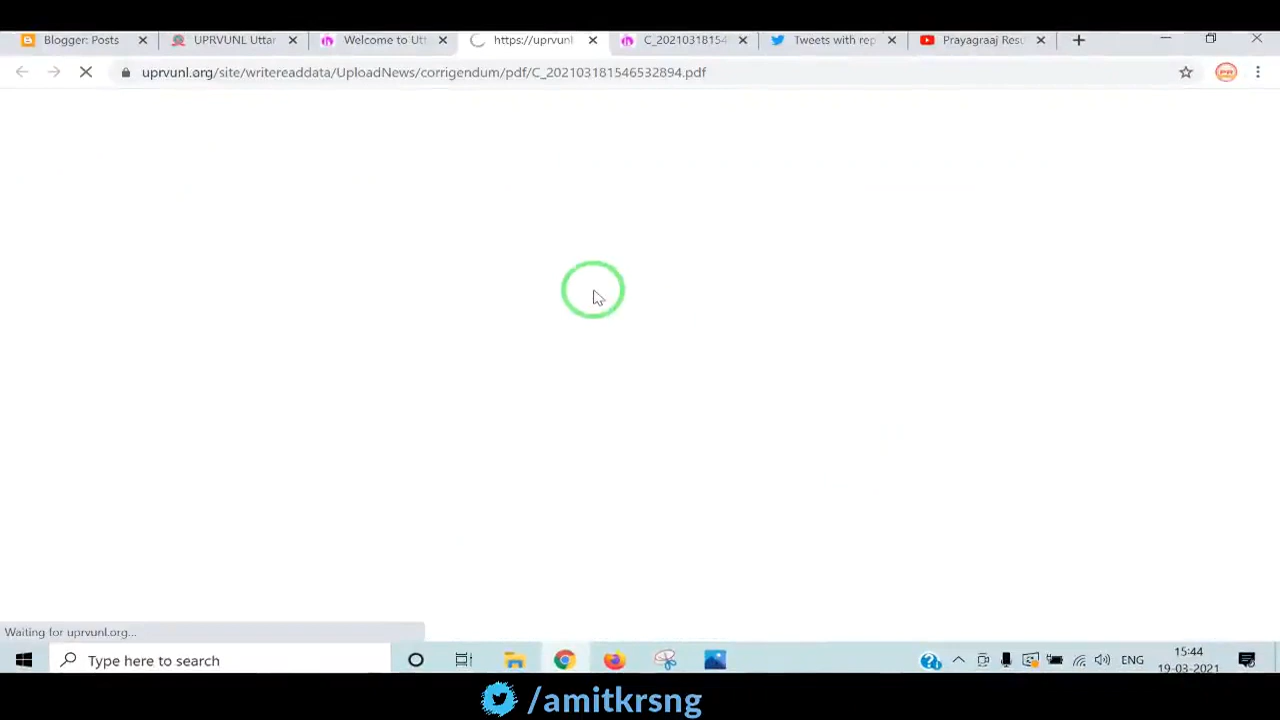 Blogger: Posts
UPRVUNL Uttar
Welcome to Utt
https://uprvunl
C_20210318154
Tweets with rep
Prayagraaj Resu
uprvunl.org/site/writereaddata/UploadNews/corrigendum/pdf/C_202103181546532894.pdf
PR
Waiting for uprvunl.org...
Type here to search
ENG
15:44
19-03-2021
/amitkrsng